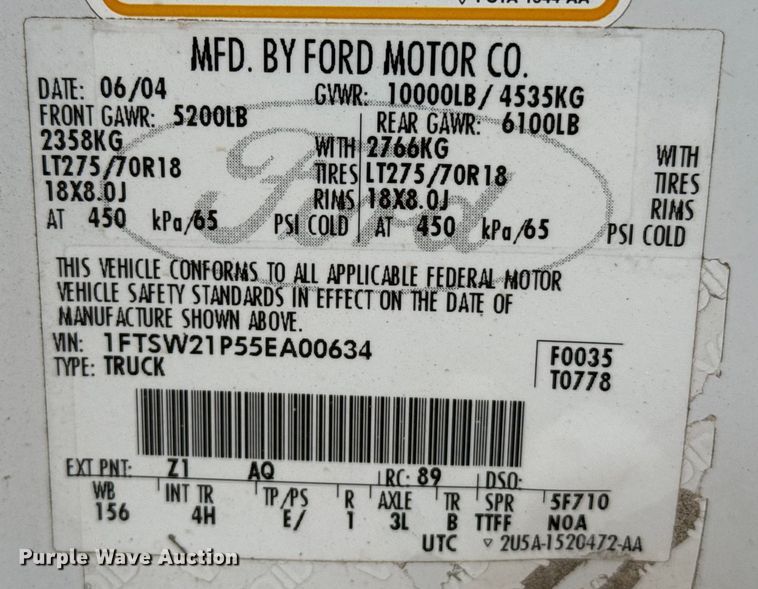 MFD. BY FORD MOTOR CO.
DATE: 06/04 GVWR: 10000LB/ 4535KG
FRONT GAWR: 5200LB REAR GAWR: 6100LB
2358KG WITH 2766KG WITH
LT275/70R18 TIRES LT275/70R18 TIRES
18X8.0J RIMS 18X8.0J RIMS
AT 450 kPa/65 PSI COLD AT 450 kPa/65 PSI COLD
Ford
THIS VEHICLE CONFORMS TO ALL APPLICABLE FEDERAL MOTOR
VEHICLE SAFETY STANDARDS IN EFFECT ON THE DATE OF
MANUFACTURE SHOWN ABOVE.
VIN: 1FTSW21P55EA00634 F0035
TYPE: TRUCK T0778
EXT PNT: Z1 AQ RC: 89 DSO:
WB INT TR TP/PS R AXLE TR SPR 5F710
156 4H E/ 1 3L B TTFF NOA
UTC ▽ 2U5A-1520472-AA
Purple Wave Auction